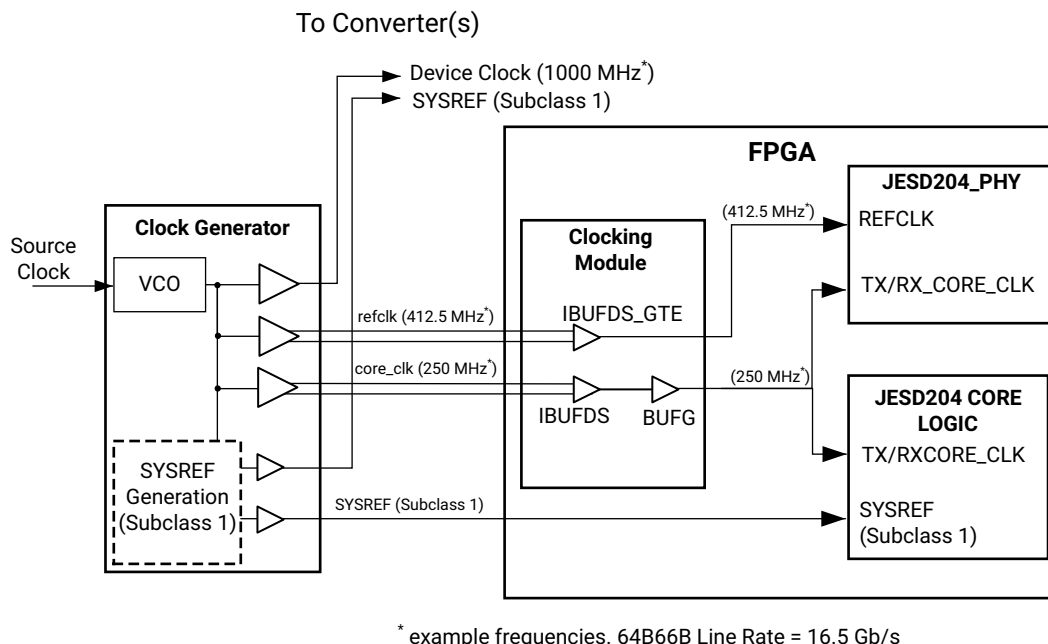 To Converter(s)
Device Clock (1000 MHz*)
SYSREF (Subclass 1)
FPGA
JESD204_PHY
(412.5 MHz*)
REFCLK
Clock Generator
Clocking
Module
Source
Clock
VCO
TX/RX_CORE_CLK
refclk (412.5 MHz*)
IBUFDS_GTE
core_clk (250 MHz*)
(250 MHz*)
IBUFDS
BUFG
JESD204 CORE
LOGIC
TX/RXCORE_CLK
SYSREF
Generation
(Subclass 1)
SYSREF (Subclass 1)
SYSREF
(Subclass 1)
* example frequencies. 64B66B Line Rate = 16.5 Gb/s